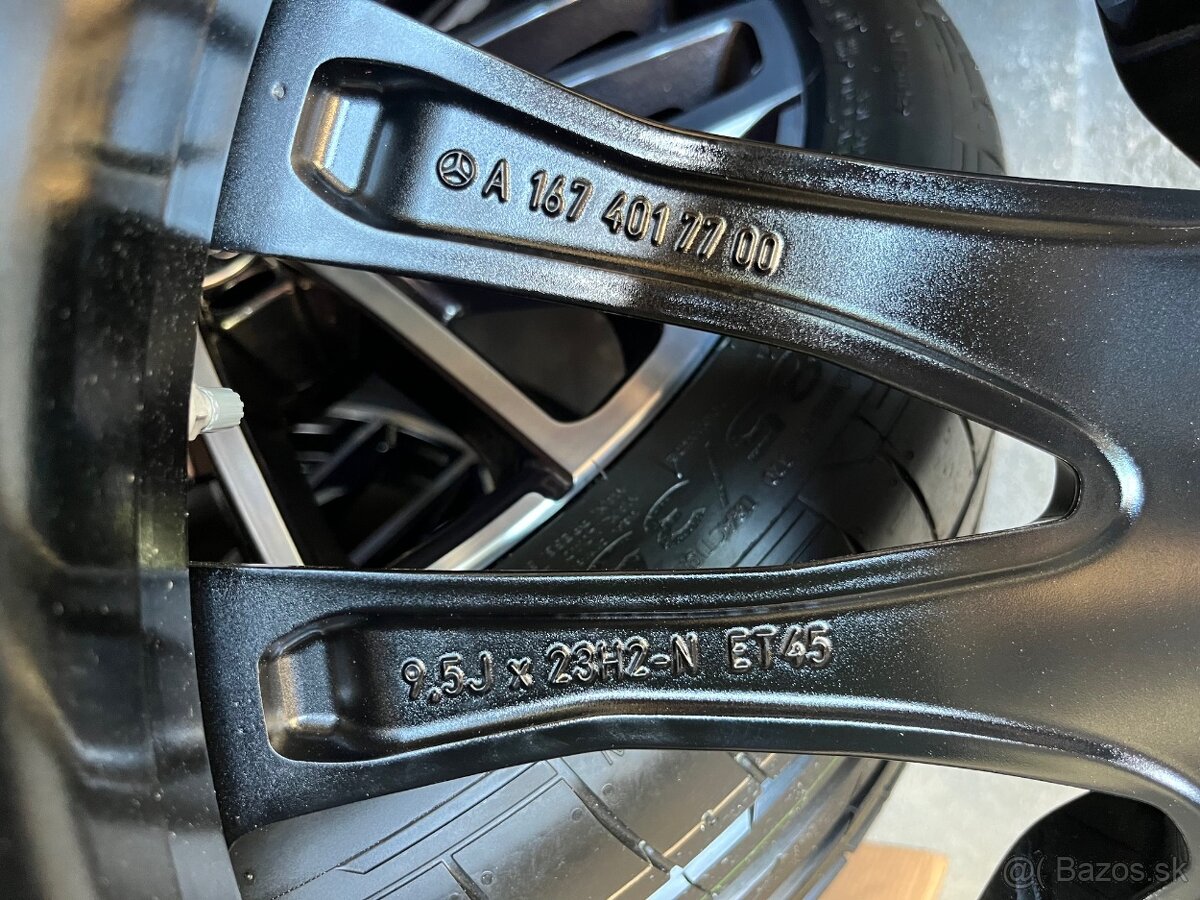 A 167 401 77 00
9,5J x 23H2-N ET45
@( Bazos.sk